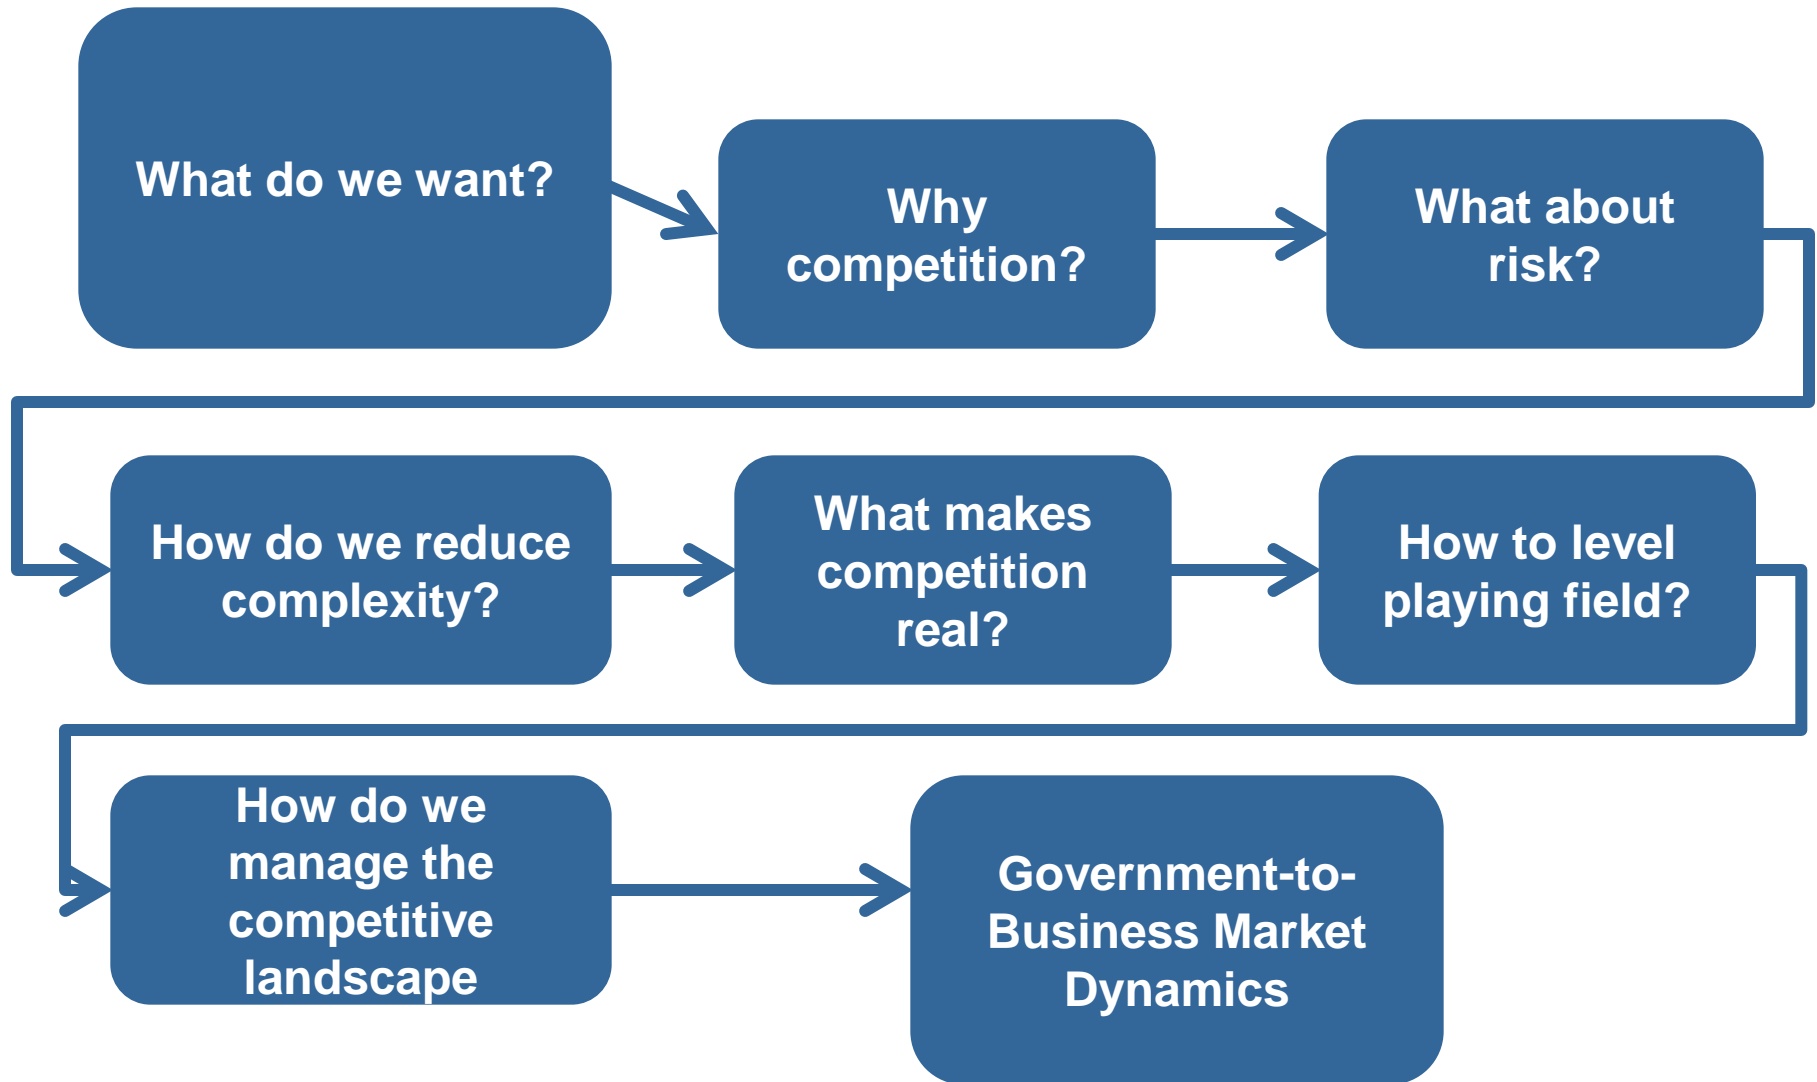 What do we want?
Why
competition?
What about
risk?
How do we reduce
complexity?
What makes
competition
real?
How to level
playing field?
How do we
manage the
competitive
landscape
Government-to-
Business Market
Dynamics